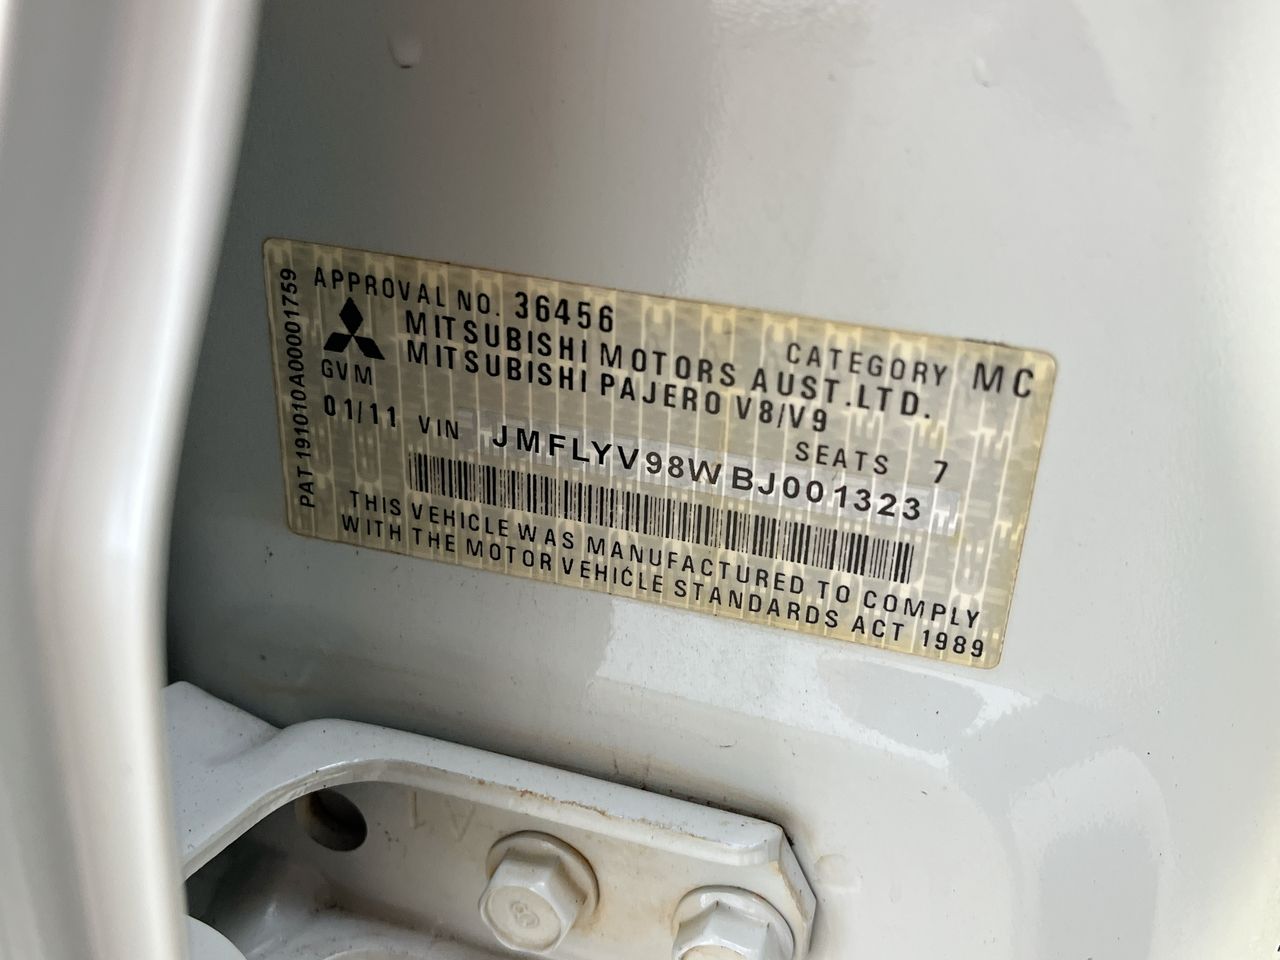 APPROVAL NO. 36456
CATEGORY MC
MITSUBISHI MOTORS AUST.LTD.
MITSUBISHI PAJERO V8/V9
GVM
SEATS 7
01/11 VIN JMFLYV98WBJ001323
THIS VEHICLE WAS MANUFACTURED TO COMPLY
WITH THE MOTOR VEHICLE STANDARDS ACT 1989
PAT 191010A00001759